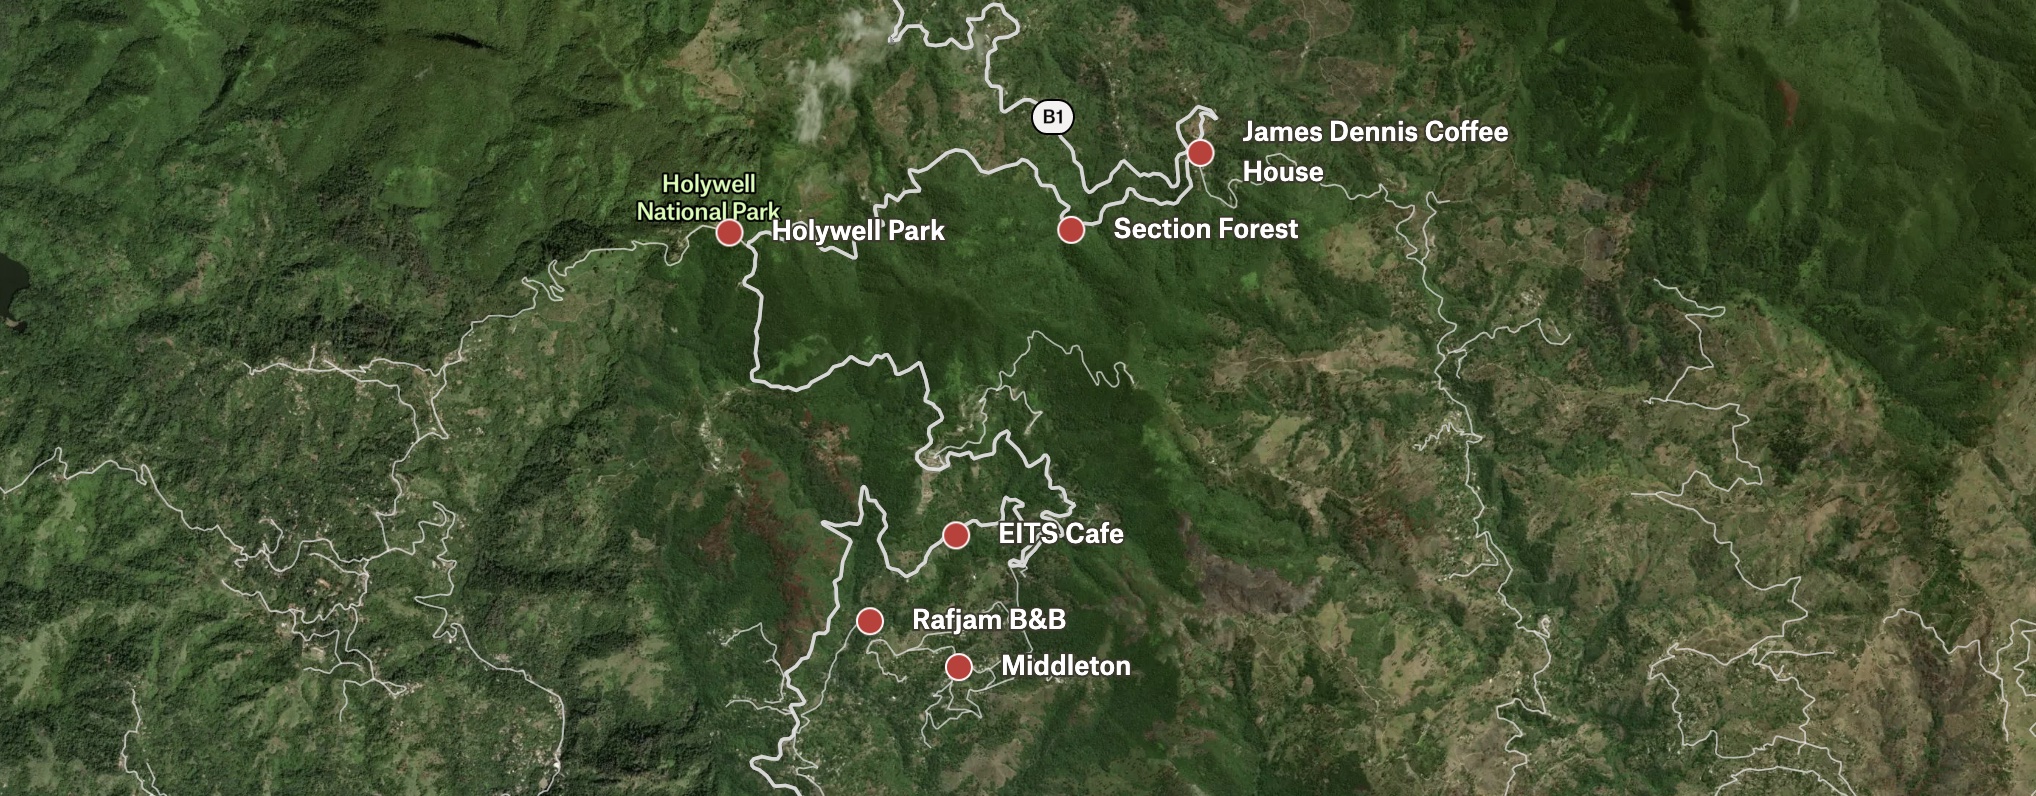 B1
James Dennis Coffee
House
Holywell
National Park
Holywell Park
Section Forest
EITS Cafe
Rafjam B&B
Middleton